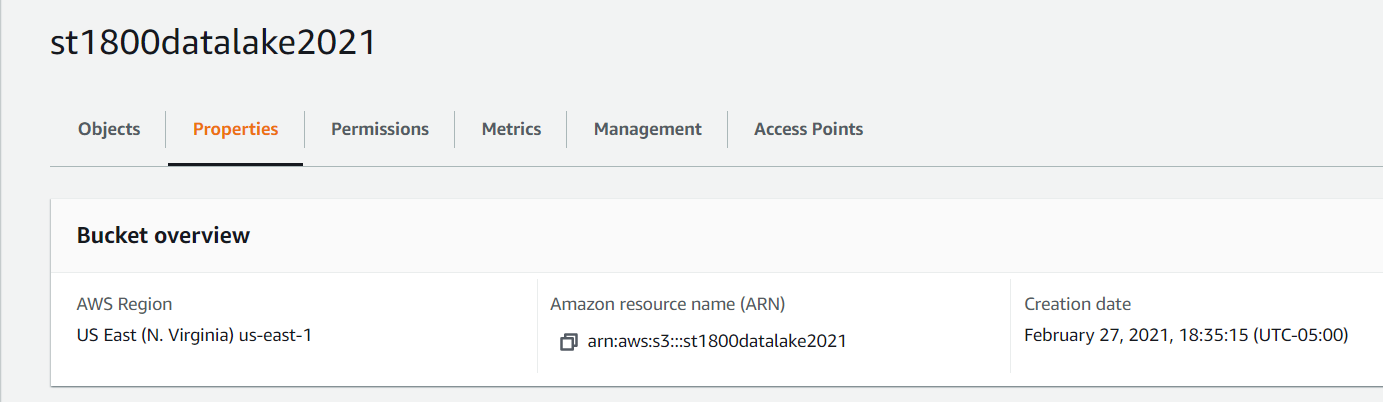 st1800datalake2021
Objects Properties Permissions Metrics Management Access Points
Bucket overview
AWS Region
US East (N. Virginia) us-east-1
Amazon resource name (ARN)
arn:aws:s3:::st1800datalake2021
Creation date
February 27, 2021, 18:35:15 (UTC-05:00)